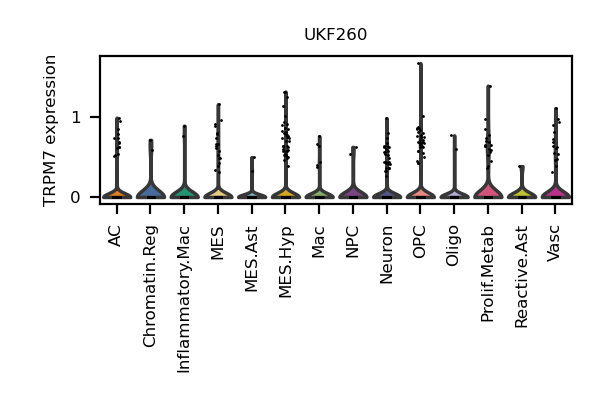 UKF260
TRPM7 expression
1
0
AC
Chromatin.Reg
Inflammatory.Mac
MES
MES.Ast
MES.Hyp
Mac
NPC
Neuron
OPC
Oligo
Prolif.Metab
Reactive.Ast
Vasc